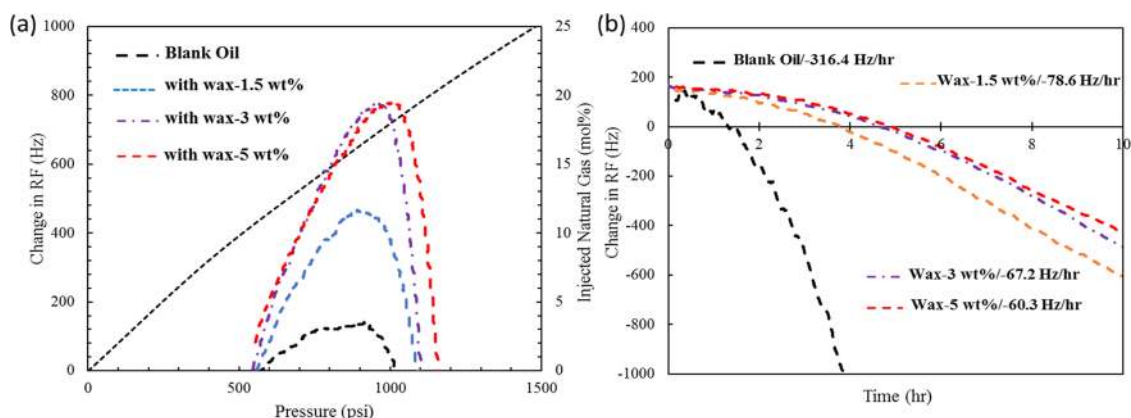 (a)
1000
800
600
400
200
0
Change in RF (Hz)
Blank Oil
with wax-1.5 wt%
with wax-3 wt%
with wax-5 wt%
25
20
15
10
5
0
Injected Natural Gas (mol%)
0 500 1000 1500
Pressure (psi)
(b)
400
200
0
-200
-400
-600
-800
-1000
Change in RF (Hz)
Blank Oil/-316.4 Hz/hr
Wax-1.5 wt%/-78.6 Hz/hr
0 2 4 6 8 10
Wax-3 wt%/-67.2 Hz/hr
Wax-5 wt%/-60.3 Hz/hr
Time (hr)